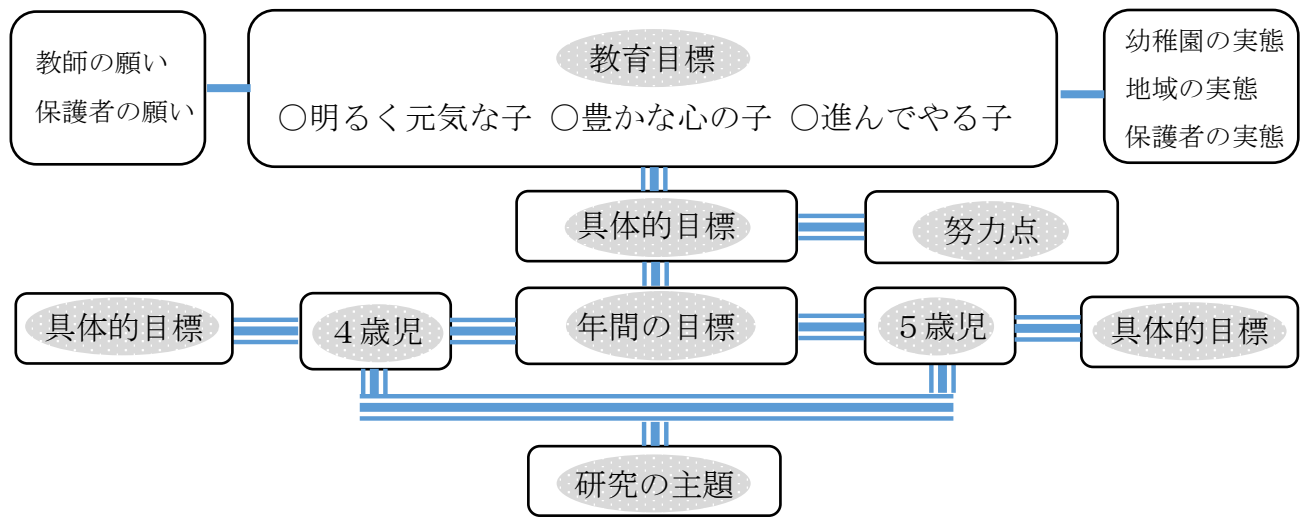 教師の願い
保護者の願い
教育目標
○明るく元気な子 ○豊かな心の子 ○進んでやる子
幼稚園の実態
地域の実態
保護者の実態
具体的目標
努力点
具体的目標
４歳児
年間の目標
５歳児
具体的目標
研究の主題